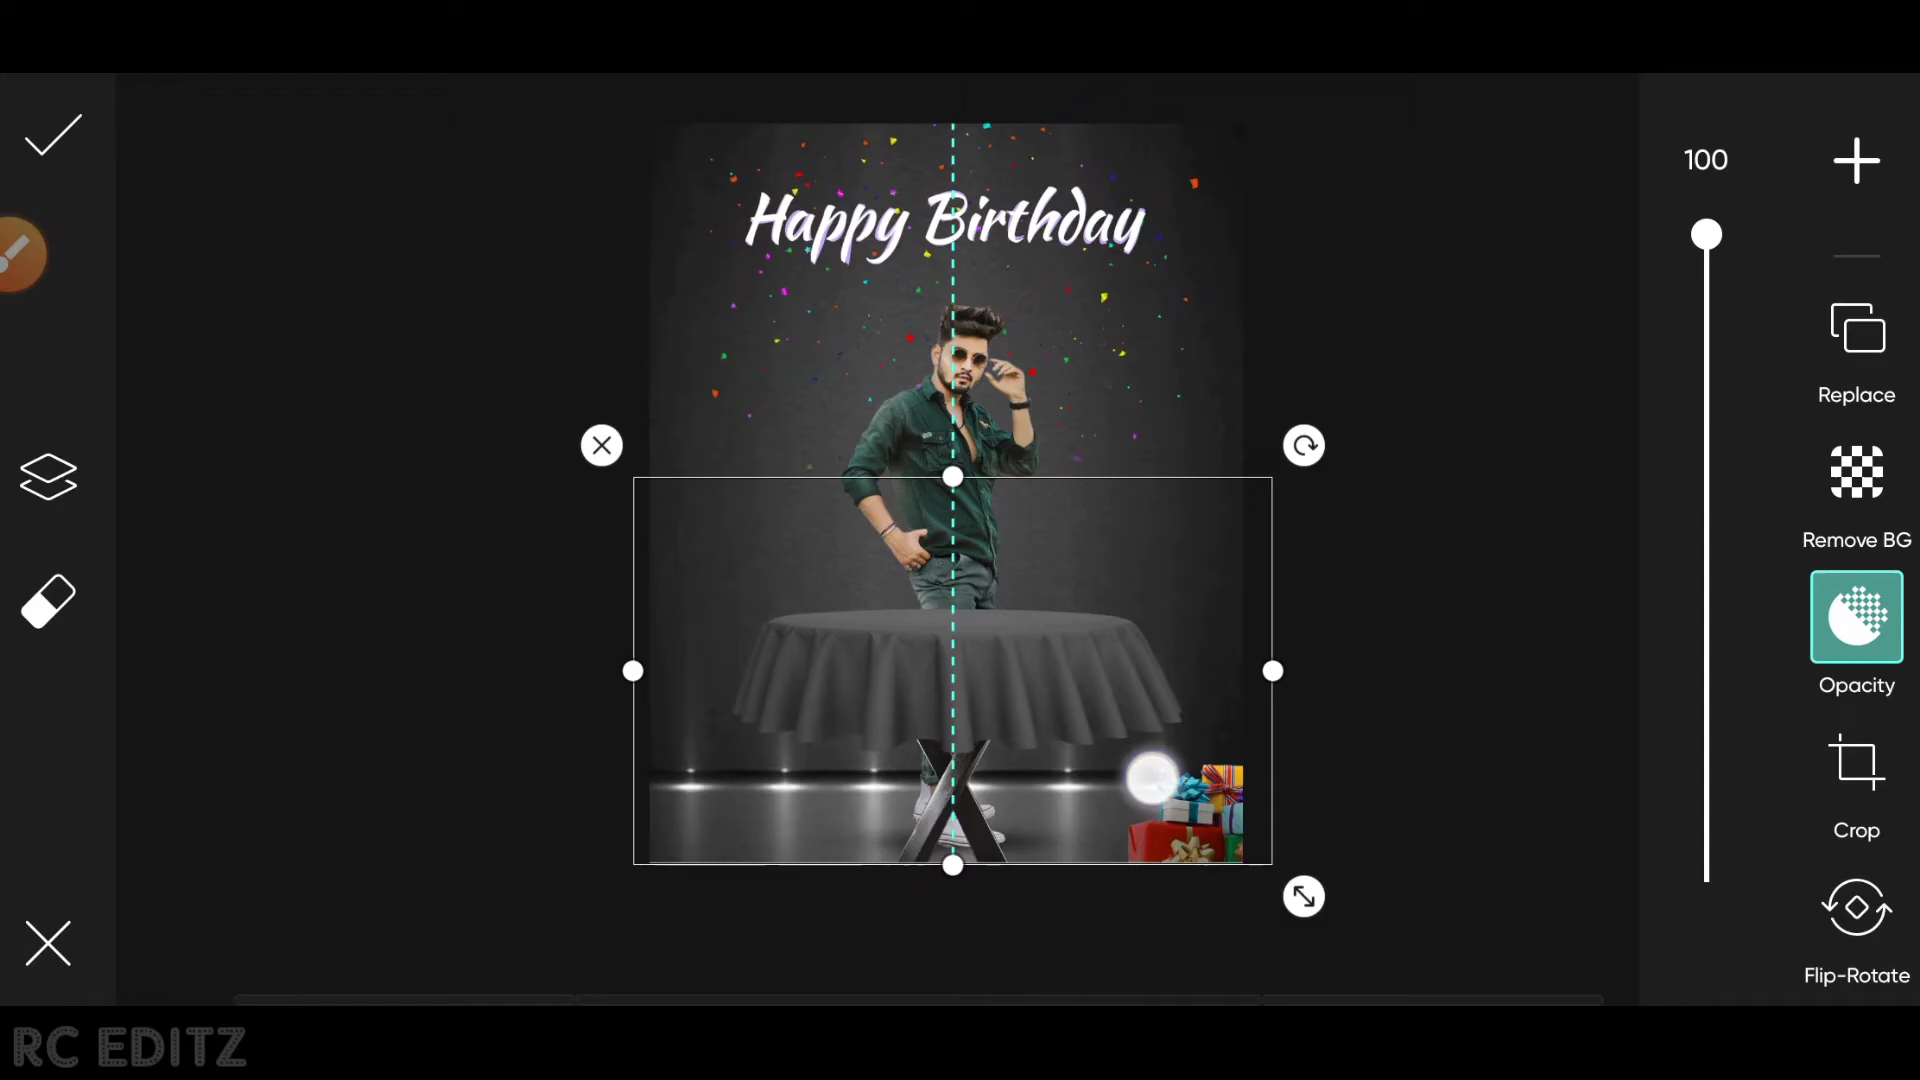 100
Happy Birthday
Replace
Remove BG
Opacity
Crop
Flip-Rotate
RC EDITZ